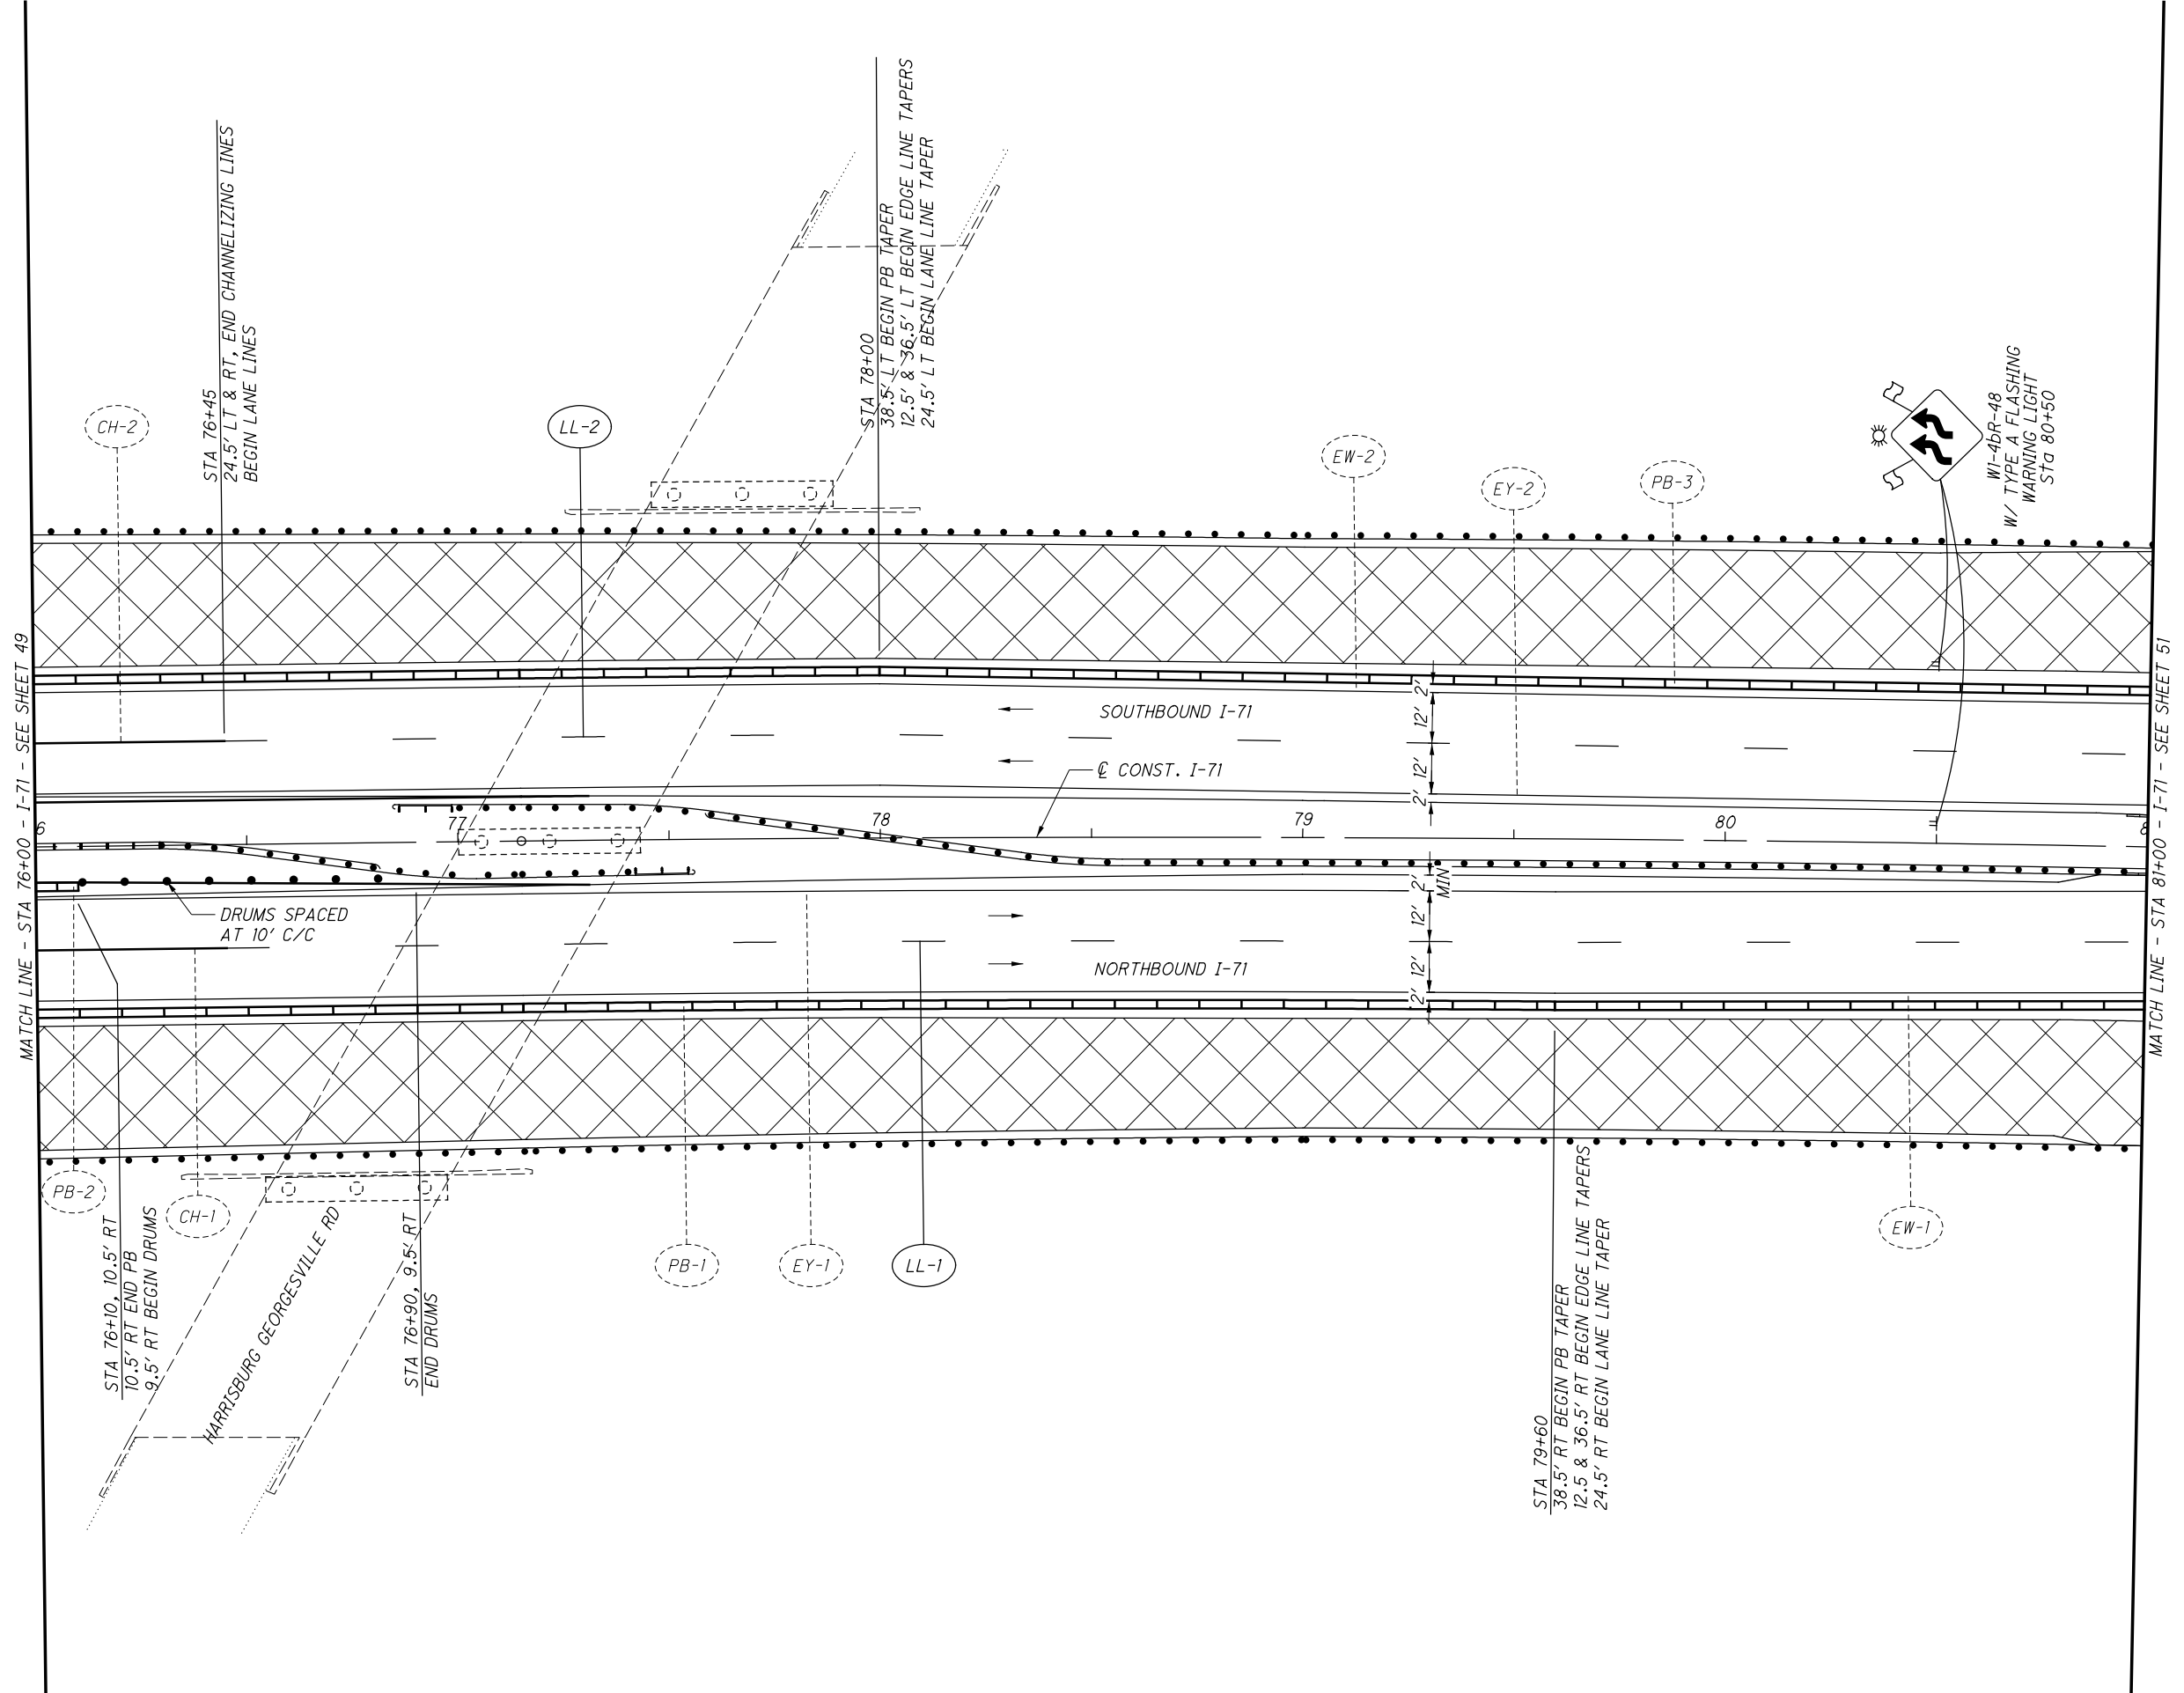 STA 76+45
24.5' LT & RT, END CHANNELIZING LINES
BEGIN LANE LINES
STA 78+00
38.5' LT BEGIN PB TAPER
12.5' & 36.5' LT BEGIN EDGE LINE TAPERS
24.5' LT BEGIN LANE LINE TAPER
CH-2
LL-2
EW-2
EY-2
PB-3
W1-4bR-48
W/ TYPE A FLASHING
WARNING LIGHT
Sta 80+50
MATCH LINE - STA 76+00 - I-71 - SEE SHEET 49
MATCH LINE - STA 81+00 - I-71 - SEE SHEET 51
2'
12'
12'
2'
SOUTHBOUND I-71
℄ CONST. I-71
6
77
78
79
80
8
2'
MIN
12'
12'
2'
DRUMS SPACED
AT 10' C/C
NORTHBOUND I-71
PB-2
CH-1
PB-1
EY-1
LL-1
EW-1
STA 76+10, 10.5' RT
10.5' RT END PB
9.5' RT BEGIN DRUMS
HARRISBURG GEORGESVILLE RD
STA 76+90, 9.5' RT
END DRUMS
STA 79+60
38.5' RT BEGIN PB TAPER
12.5 & 36.5' RT BEGIN EDGE LINE TAPERS
24.5' RT BEGIN LANE LINE TAPER